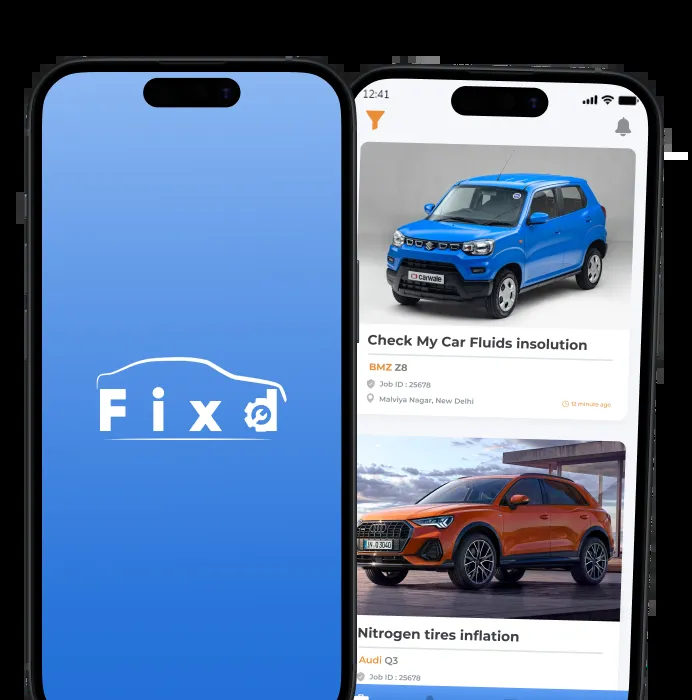 Fixd
12:41
carwale
Check My Car Fluids insolution
BMZ Z8
Job ID : 25678
Malviya Nagar, New Delhi
12 minute ago
Nitrogen tires inflation
Audi Q3
Job ID : 25678